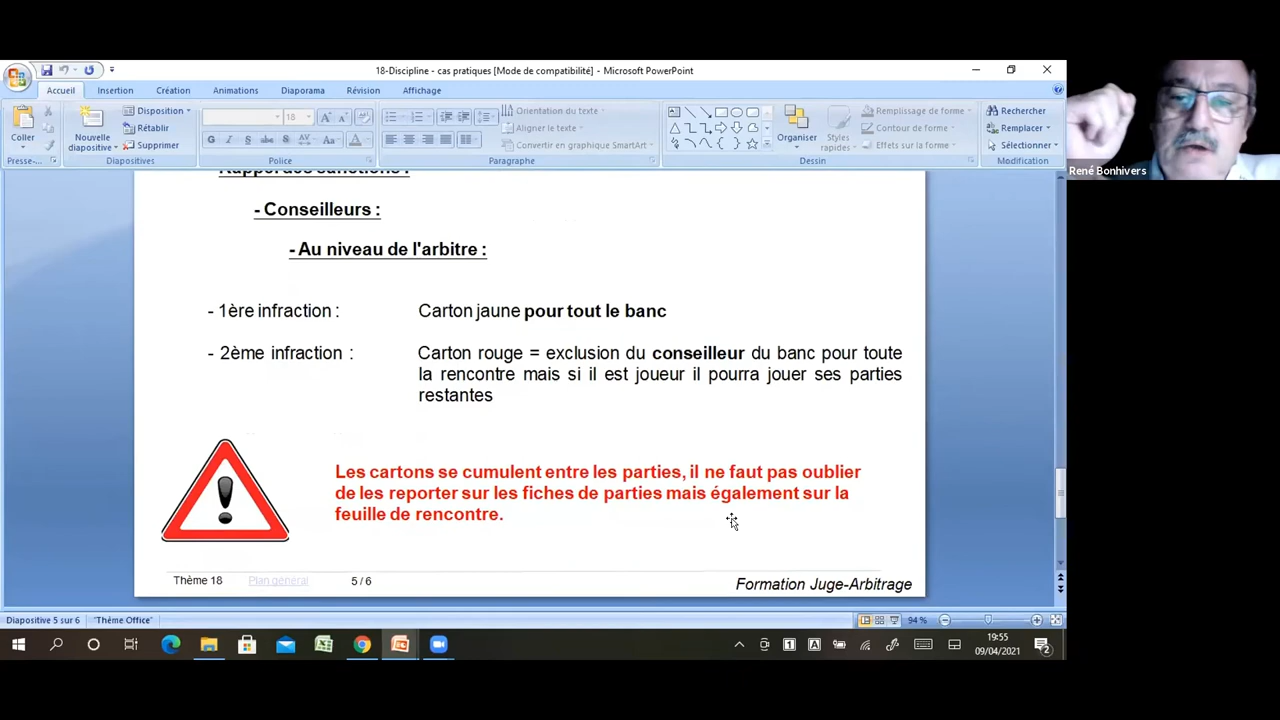 18-Discipline - cas pratiques [Mode de compatibilité] - Microsoft PowerPoint
Accueil Insertion Création Animations Diaporama Révision Affichage
Coller
Nouvelle diapositive
Disposition
Rétablir
Supprimer
18
Orientation du texte
Aligner le texte
Convertir en graphique SmartArt
Organiser
Styles rapides
Remplissage de forme
Contour de forme
Effets sur la forme
Rechercher
Remplacer
Sélectionner
Presse-... Diapositives Police Paragraphe Dessin Modification
René Bonhivers
Rappel des sanctions :
- Conseilleurs :
- Au niveau de l'arbitre :
- 1ère infraction : Carton jaune pour tout le banc
- 2ème infraction : Carton rouge = exclusion du conseilleur du banc pour toute
la rencontre mais si il est joueur il pourra jouer ses parties
restantes
Les cartons se cumulent entre les parties, il ne faut pas oublier
de les reporter sur les fiches de parties mais également sur la
feuille de rencontre.
Thème 18 Plan général 5 / 6 Formation Juge-Arbitrage
Diapositive 5 sur 6 "Thème Office" 94 %
19:55
09/04/2021